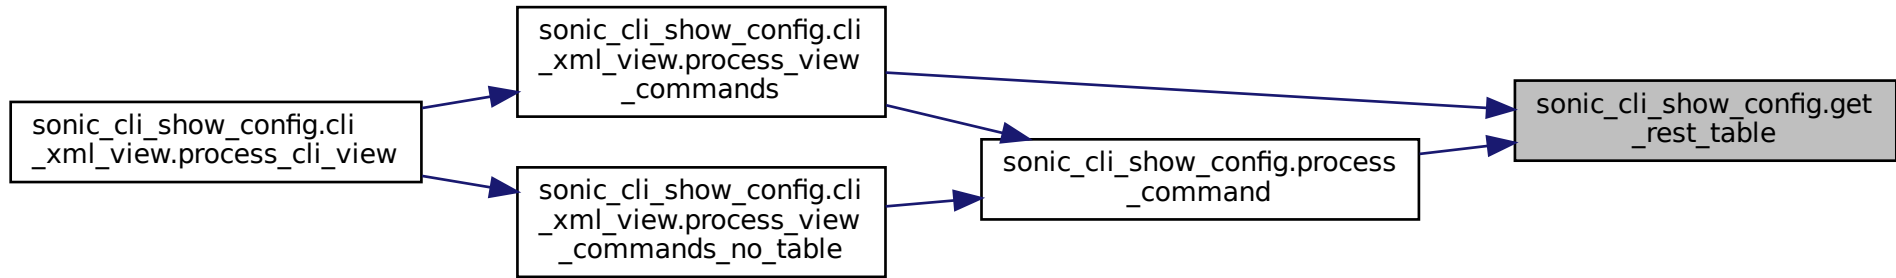 sonic_cli_show_config.cli
_xml_view.process_cli_view
sonic_cli_show_config.cli
_xml_view.process_view
_commands
sonic_cli_show_config.cli
_xml_view.process_view
_commands_no_table
sonic_cli_show_config.process
_command
sonic_cli_show_config.get
_rest_table